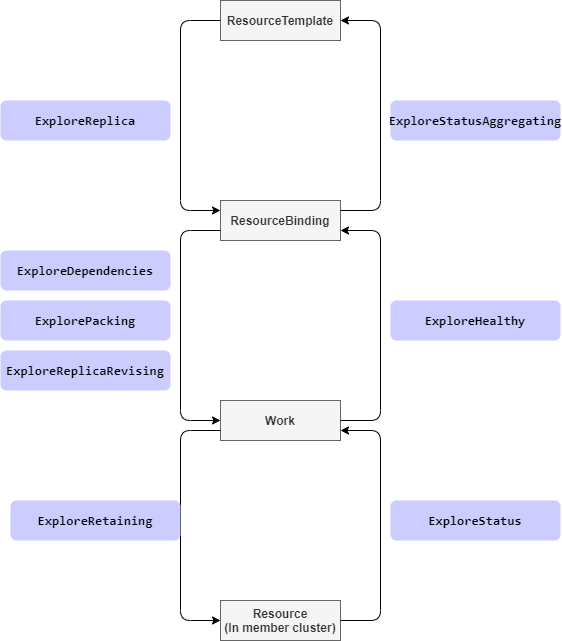 ResourceTemplate
ExploreReplica
ExploreStatusAggregating
ResourceBinding
ExploreDependencies
ExplorePacking
ExploreHealthy
ExploreReplicaRevising
Work
ExploreRetaining
ExploreStatus
Resource
(In member cluster)